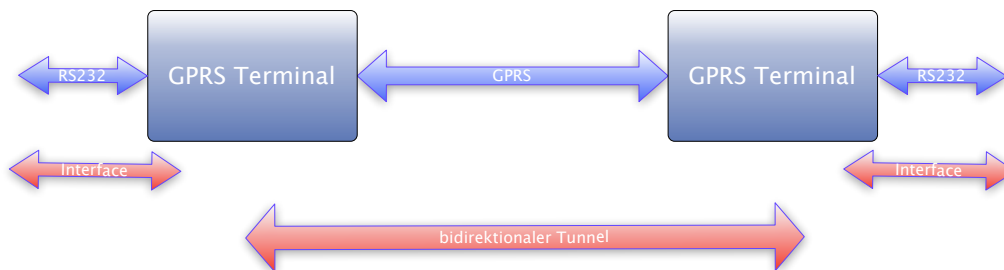 RS232
GPRS Terminal
GPRS
GPRS Terminal
RS232
Interface
Interface
bidirektionaler Tunnel